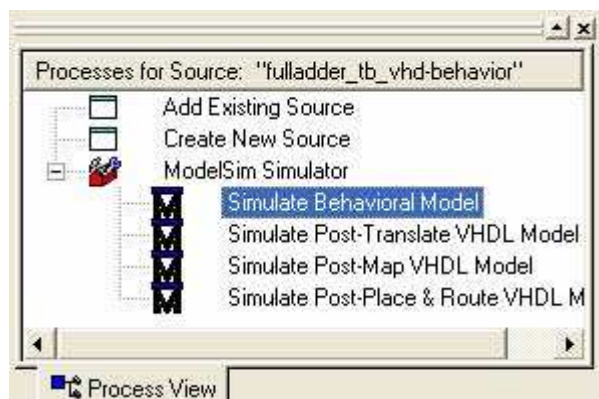 Processes for Source: "fulladder_tb_vhd-behavior"
Add Existing Source
Create New Source
ModelSim Simulator
Simulate Behavioral Model
Simulate Post-Translate VHDL Model
Simulate Post-Map VHDL Model
Simulate Post-Place & Route VHDL M
Process View